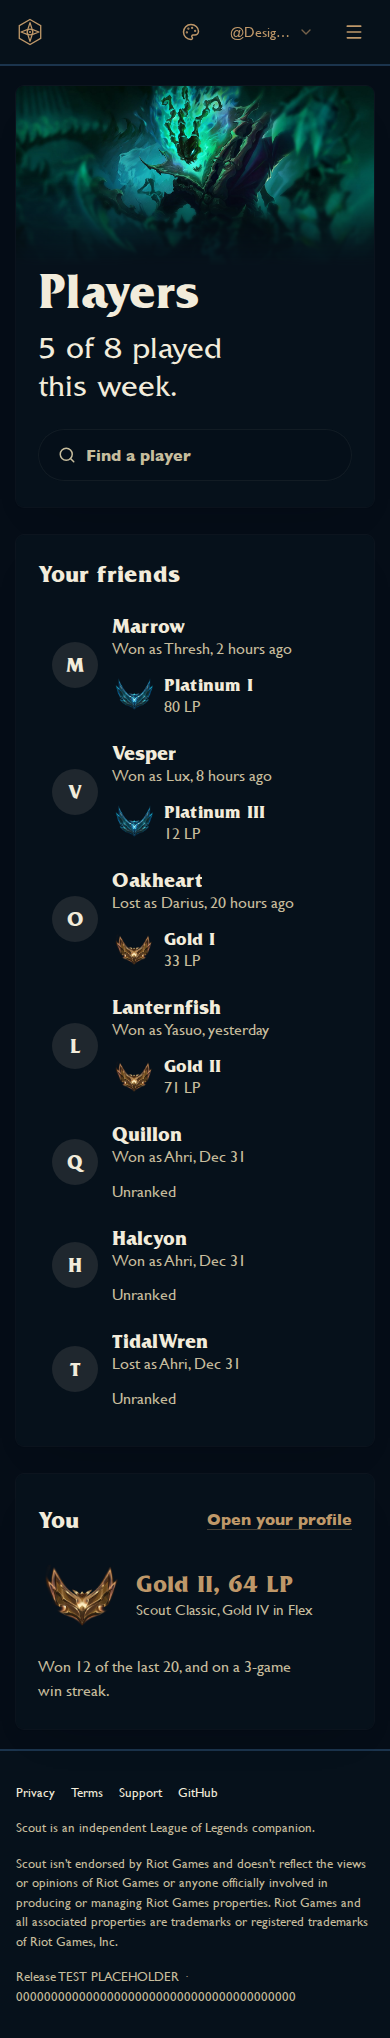 @Desig...
Players
5 of 8 played
this week.
Find a player
Your friends
M
Marrow
Won as Thresh, 2 hours ago
Platinum I
80 LP
V
Vesper
Won as Lux, 8 hours ago
Platinum III
12 LP
O
Oakheart
Lost as Darius, 20 hours ago
Gold I
33 LP
L
Lanternfish
Won as Yasuo, yesterday
Gold II
71 LP
Q
Quillon
Won as Ahri, Dec 31
Unranked
H
Halcyon
Won as Ahri, Dec 31
Unranked
T
TidalWren
Lost as Ahri, Dec 31
Unranked
You
Open your profile
Gold II, 64 LP
Scout Classic, Gold IV in Flex
Won 12 of the last 20, and on a 3-game
win streak.
Privacy Terms Support GitHub
Scout is an independent League of Legends companion.
Scout isn't endorsed by Riot Games and doesn't reflect the views
or opinions of Riot Games or anyone officially involved in
producing or managing Riot Games properties. Riot Games and
all associated properties are trademarks or registered trademarks
of Riot Games, Inc.
Release TEST PLACEHOLDER ·
0000000000000000000000000000000000000000